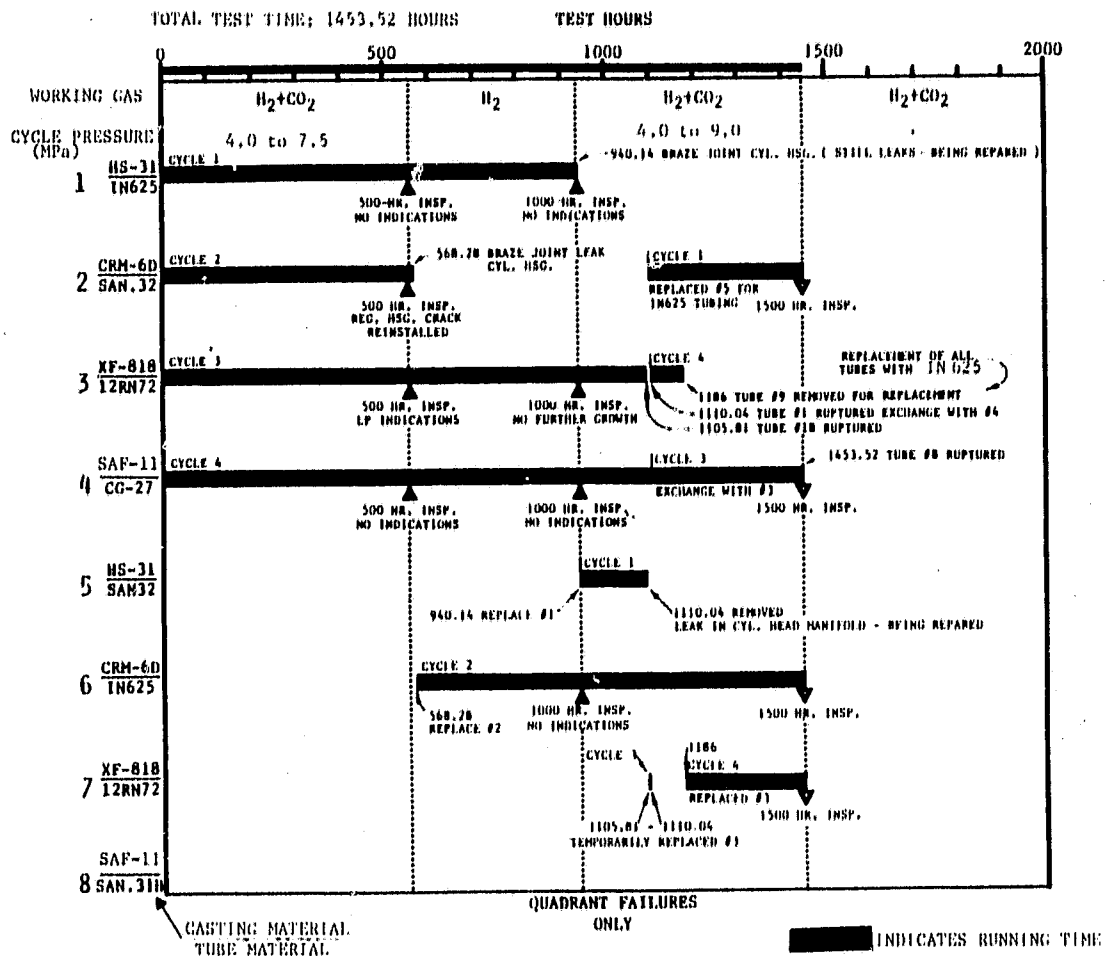 TOTAL TEST TIME; 1453.52 HOURS
TEST HOURS
0 500 1000 1500 2000
WORKING GAS H2+CO2 H2 H2+CO2 H2+CO2
CYCLE PRESSURE (MPa) 4.0 to 7.5 4.0 to 9.0
1 HS-31
IN625
CYCLE 1
940.14 BRAZE JOINT CYL. HSG. ( STILL LEAKS - BEING REPARED )
500-HR. INSP.
NO INDICATIONS
1000 HR. INSP.
NO INDICATIONS
2 CRM-6D
SAN.32
CYCLE 2
568.28 BRAZE JOINT LEAK
CYL. HSG.
500 HR. INSP.
REG. HSG. CRACK
REINSTALLED
CYCLE 1
REPLACED #5 FOR
IN625 TUBING
1500 HR. INSP.
3 XF-818
12RN72
CYCLE 3
CYCLE 4
REPLACEMENT OF ALL
TUBES WITH IN 625
500 HR. INSP.
LP INDICATIONS
1000 HR. INSP.
NO FURTHER GROWTH
1186 TUBE #9 REMOVED FOR REPLACEMENT
1110.04 TUBE #1 RUPTURED EXCHANGE WITH #4
1105.81 TUBE #18 RUPTURED
4 SAF-11
CG-27
CYCLE 4
CYCLE 3
1453.52 TUBE #8 RUPTURED
500 HR. INSP.
NO INDICATIONS
1000 HR. INSP.
NO INDICATIONS
EXCHANGE WITH #3
1500 HR. INSP.
5 HS-31
SAN32
CYCLE 1
940.14 REPLACE #1
1110.04 REMOVED
LEAK IN CYL. HEAD MANIFOLD - BEING REPARED
6 CRM-6D
IN625
CYCLE 2
568.28
REPLACE #2
1000 HR. INSP.
NO INDICATIONS
1500 HR. INSP.
7 XF-818
12RN72
CYCLE 3
1186
CYCLE 4
REPLACED #3
1105.81 - 1110.04
TEMPORARILY REPLACED #3
1500 HR. INSP.
8 SAF-11
SAN.31H
CASTING MATERIAL
TUBE MATERIAL
QUADRANT FAILURES
ONLY
INDICATES RUNNING TIME